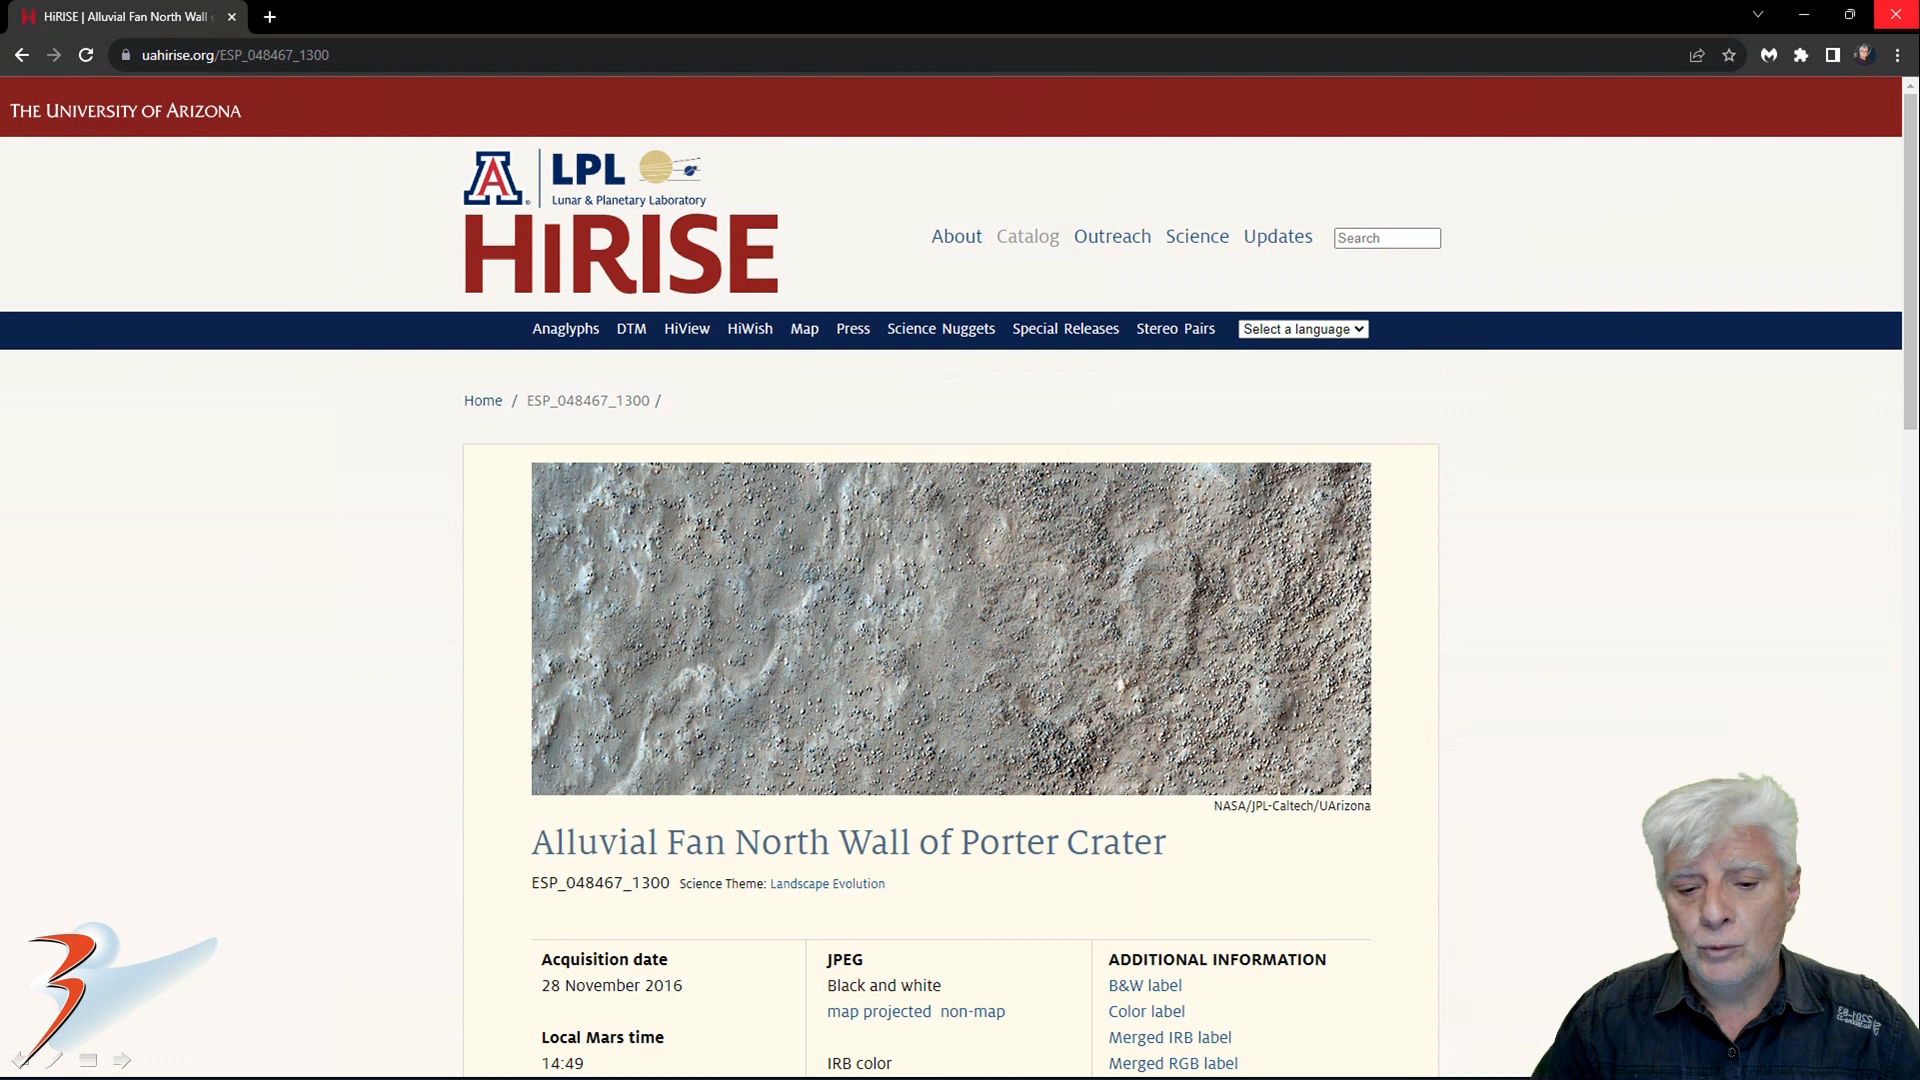 HiRISE | Alluvial Fan North Wall
uahirise.org/ESP_048467_1300
THE UNIVERSITY OF ARIZONA
A LPL
Lunar & Planetary Laboratory
HiRISE
About Catalog Outreach Science Updates Search
Anaglyphs DTM HiView HiWish Map Press Science Nuggets Special Releases Stereo Pairs Select a language
Home / ESP_048467_1300 /
NASA/JPL-Caltech/UArizona
Alluvial Fan North Wall of Porter Crater
ESP_048467_1300 Science Theme: Landscape Evolution
Acquisition date
28 November 2016
Local Mars time
14:49
JPEG
Black and white
map projected non-map
IRB color
ADDITIONAL INFORMATION
B&W label
Color label
Merged IRB label
Merged RGB label